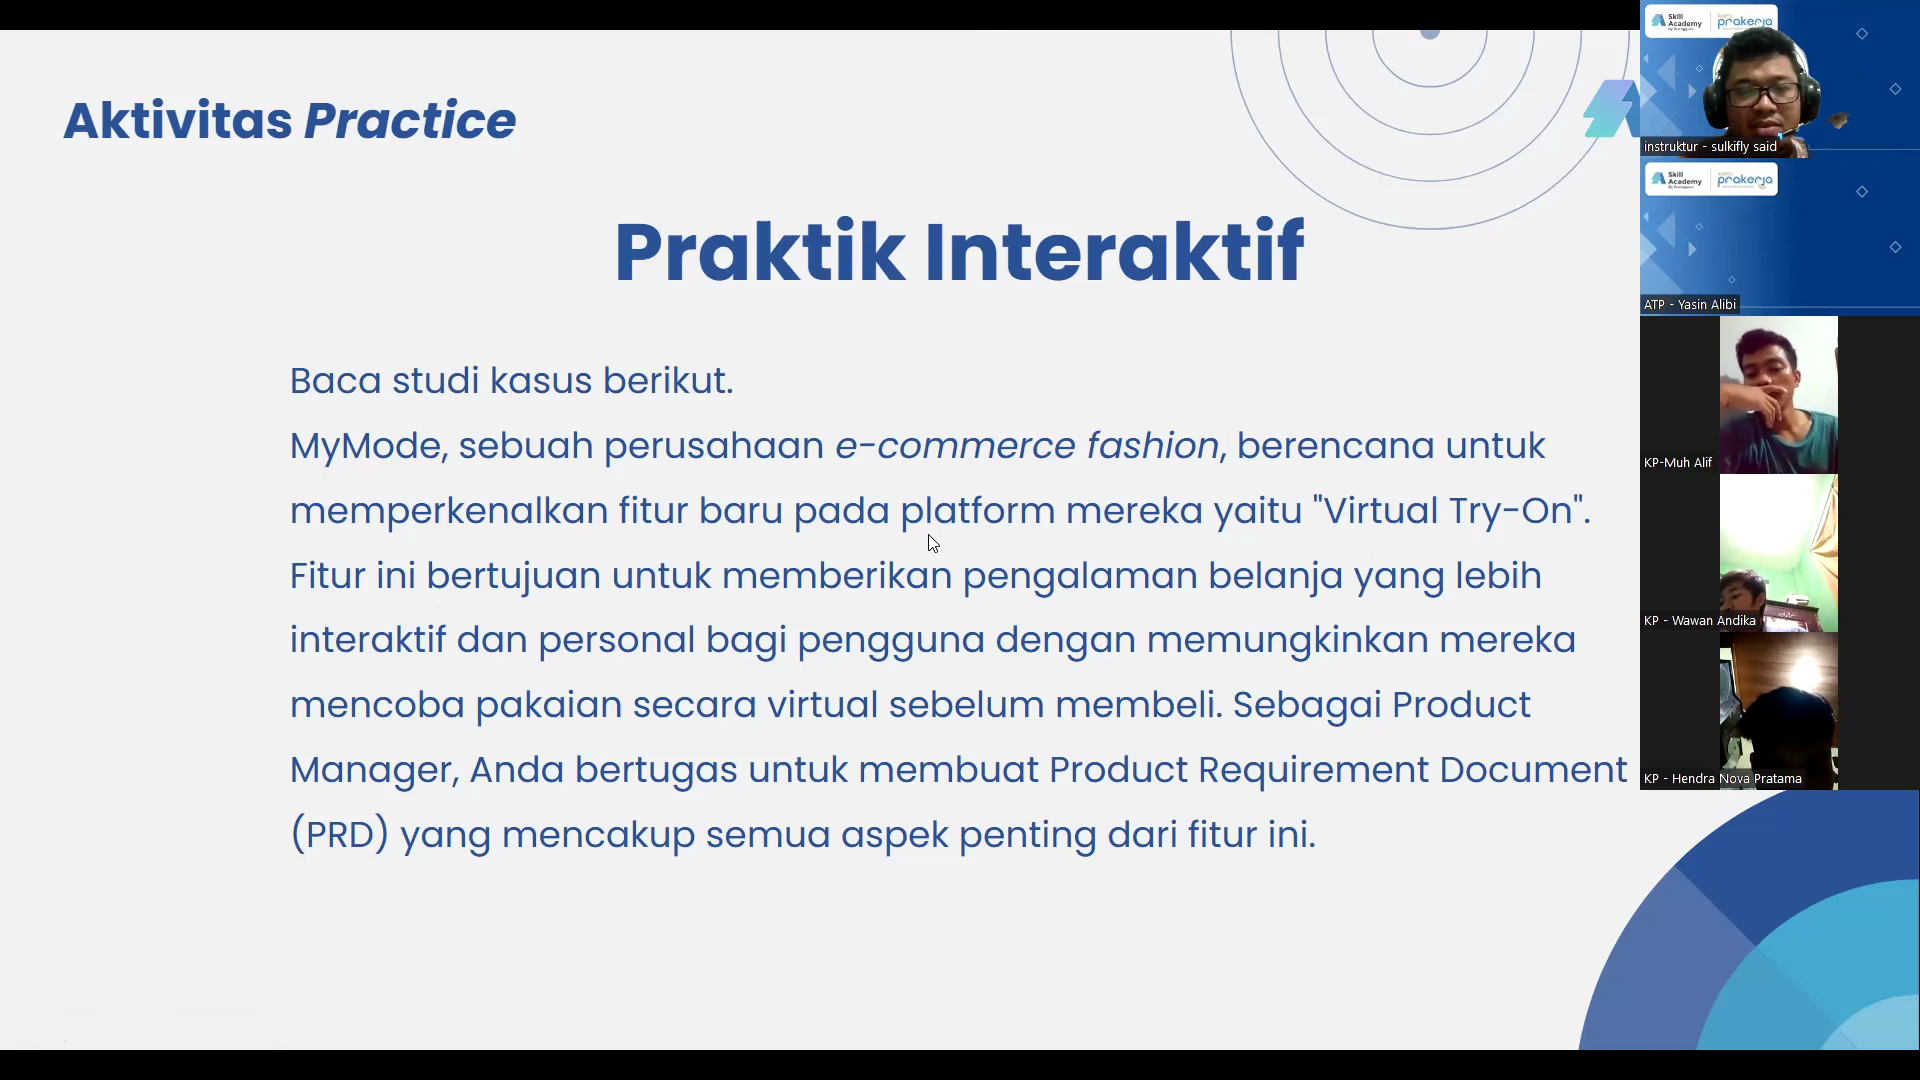 Aktivitas Practice
Praktik Interaktif
Baca studi kasus berikut.
MyMode, sebuah perusahaan e-commerce fashion, berencana untuk
memperkenalkan fitur baru pada platform mereka yaitu "Virtual Try-On".
Fitur ini bertujuan untuk memberikan pengalaman belanja yang lebih
interaktif dan personal bagi pengguna dengan memungkinkan mereka
mencoba pakaian secara virtual sebelum membeli. Sebagai Product
Manager, Anda bertugas untuk membuat Product Requirement Document
(PRD) yang mencakup semua aspek penting dari fitur ini.
Skill
Academy
prakerja
instruktur - sulkifly said
Skill
Academy
prakerja
ATP - Yasin Alibi
KP-Muh Alif
KP - Wawan Andika
KP - Hendra Nova Pratama